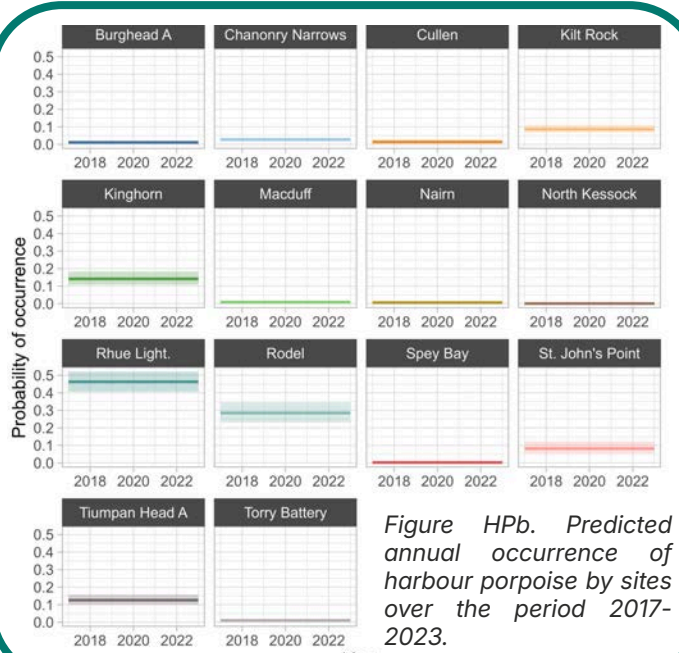 Burghead A Chanonry Narrows Cullen Kilt Rock
0.5
0.4
0.3
0.2
0.1
0.0
2018 2020 2022 2018 2020 2022 2018 2020 2022 2018 2020 2022
Kinghorn Macduff Nairn North Kessock
0.5
0.4
0.3
0.2
0.1
0.0
2018 2020 2022 2018 2020 2022 2018 2020 2022 2018 2020 2022
Probability of occurrence
Rhue Light. Rodel Spey Bay St. John's Point
0.5
0.4
0.3
0.2
0.1
0.0
2018 2020 2022 2018 2020 2022 2018 2020 2022 2018 2020 2022
Tiumpan Head A Torry Battery
0.5
0.4
0.3
0.2
0.1
0.0
2018 2020 2022 2018 2020 2022
Figure HPb. Predicted
annual occurrence of
harbour porpoise by sites
over the period 2017-
2023.